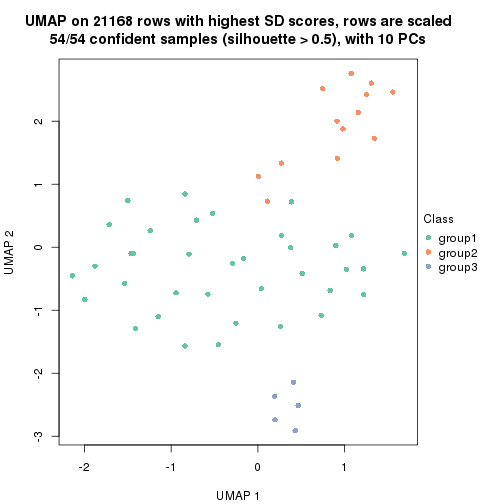 UMAP on 21168 rows with highest SD scores, rows are scaled
54/54 confident samples (silhouette > 0.5), with 10 PCs
Class
group1
group2
group3
UMAP 2
2
1
0
-1
-2
-3
-2
-1
0
1
UMAP 1